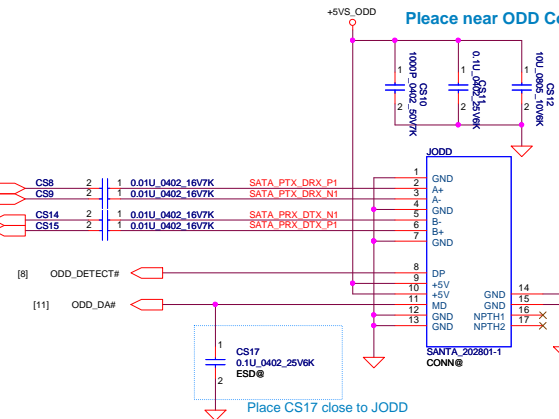 +5VS_ODD
Pleace near ODD Co
1
2
1000P_0402_50V7K
CS10
1
2
0.1U_0402_25V6K
CS11
1
2
10U_0805_10V6K
CS12
JODD
CS8 2 1 0.01U_0402_16V7K SATA_PTX_DRX_P1
CS9 2 1 0.01U_0402_16V7K SATA_PTX_DRX_N1
CS14 2 1 0.01U_0402_16V7K SATA_PRX_DTX_N1
CS15 2 1 0.01U_0402_16V7K SATA_PRX_DTX_P1
1 GND
2 A+
3 A-
4 GND
5 B-
6 B+
7 GND
[8] ODD_DETECT#
8 DP
9 +5V
10 +5V
[11] ODD_DA#
11 MD
12 GND
13 GND
GND 14
GND 15
NPTH1 16
NPTH2 17
SANTA_202801-1
CONN@
1
2
CS17
0.1U_0402_25V6K
ESD@
Place CS17 close to JODD